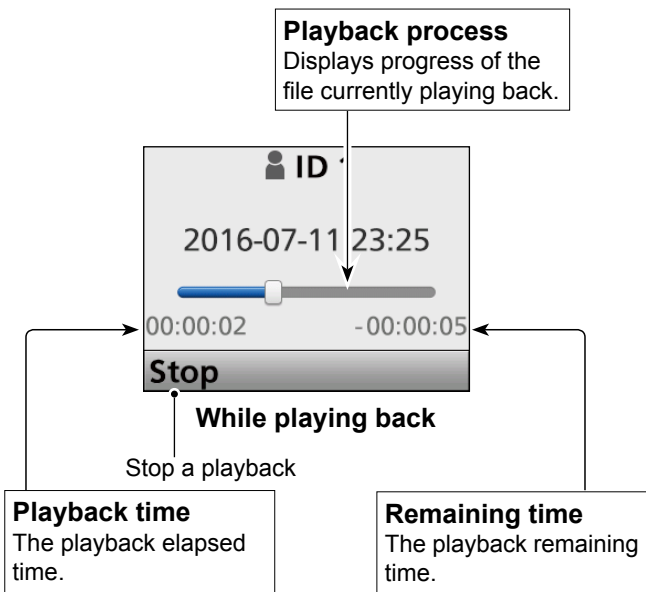 Playback process
Displays progress of the
file currently playing back.
ID
2016-07-11 23:25
00:00:02
-00:00:05
Stop
While playing back
Stop a playback
Playback time
The playback elapsed
time.
Remaining time
The playback remaining
time.